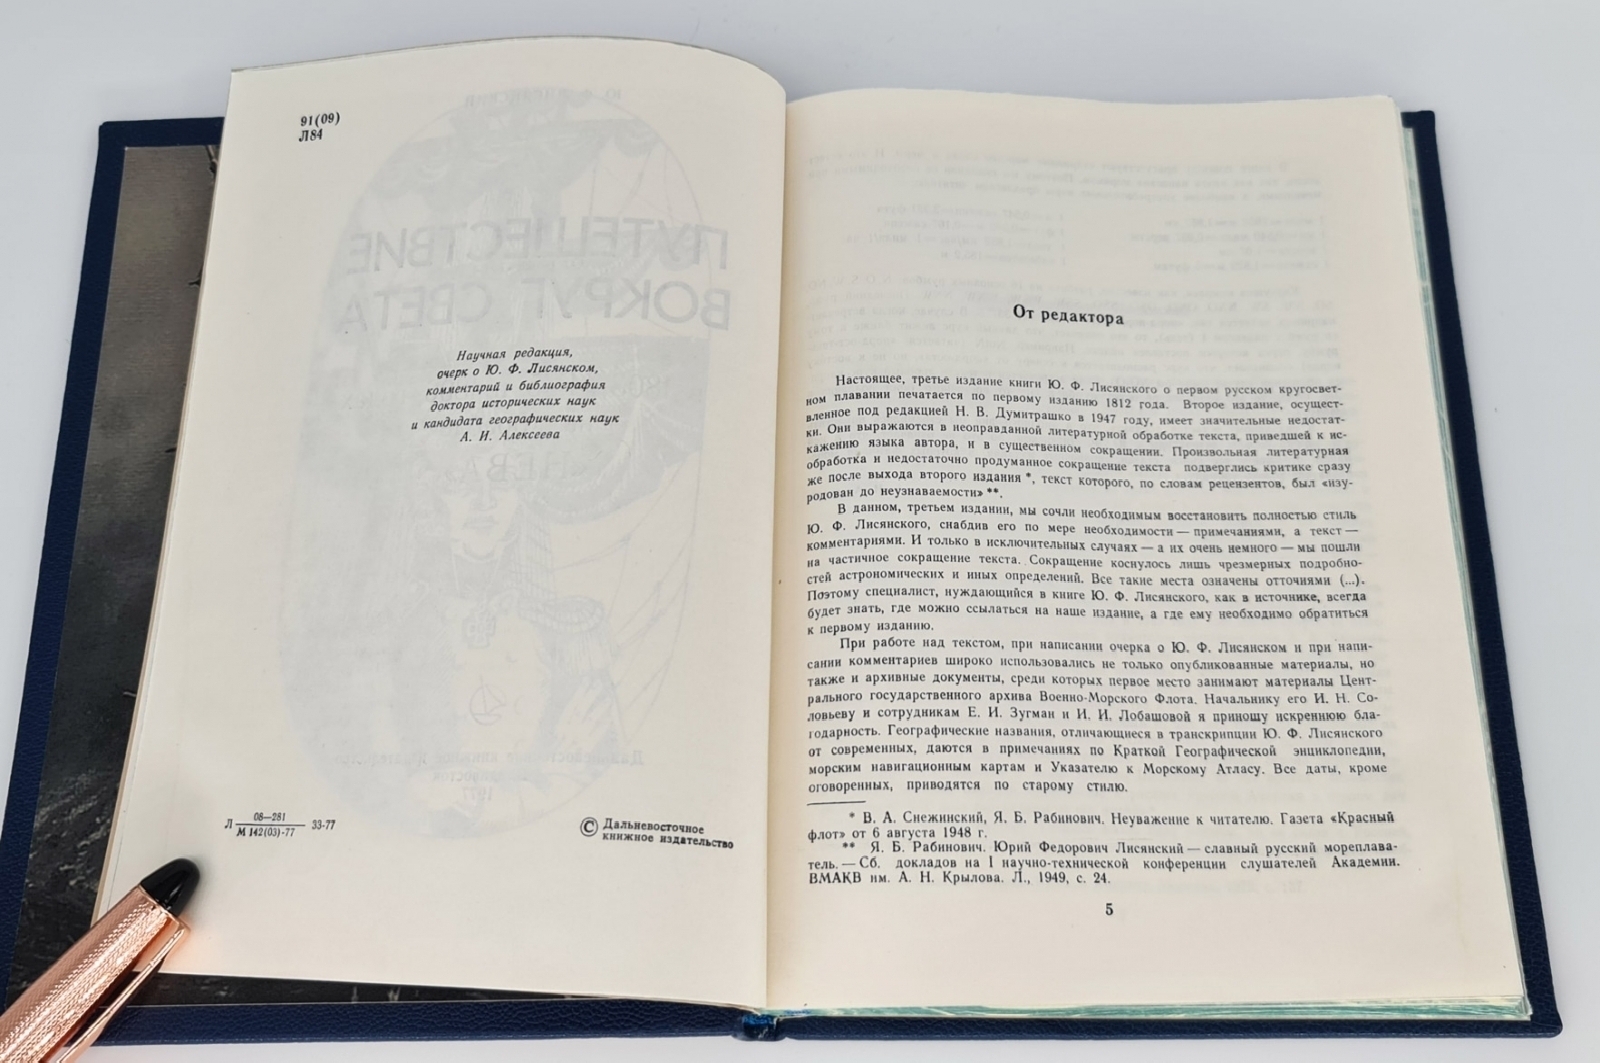 91(09)
Л84
Научная редакция,
очерк о Ю. Ф. Лисянском,
комментарий и библиография
доктора исторических наук
и кандидата географических наук
А. И. Алексеева
Л 08—281 33-77
М 142(03)-77
© Дальневосточное
книжное издательство
От редактора
Настоящее, третье издание книги Ю. Ф. Лисянского о первом русском кругосвет-
ном плавании печатается по первому изданию 1812 года. Второе издание, осущест-
вленное под редакцией Н. В. Думитрашко в 1947 году, имеет значительные недостат-
ки. Они выражаются в неоправданной литературной обработке текста, приведшей к ис-
кажению языка автора, и в существенном сокращении. Произвольная литературная
обработка и недостаточно продуманное сокращение текста подверглись критике сразу
же после выхода второго издания *, текст которого, по словам рецензентов, был «изу-
родован до неузнаваемости» **.
В данном, третьем издании, мы сочли необходимым восстановить полностью стиль
Ю. Ф. Лисянского, снабдив его по мере необходимости — примечаниями, а текст —
комментариями. И только в исключительных случаях — а их очень немного — мы пошли
на частичное сокращение текста. Сокращение коснулось лишь чрезмерных подробно-
стей астрономических и иных определений. Все такие места означены отточиями (...).
Поэтому специалист, нуждающийся в книге Ю. Ф. Лисянского, как в источнике, всегда
будет знать, где можно ссылаться на наше издание, а где ему необходимо обратиться
к первому изданию.
При работе над текстом, при написании очерка о Ю. Ф. Лисянском и при напи-
сании комментариев широко использовались не только опубликованные материалы, но
также и архивные документы, среди которых первое место занимают материалы Цент-
рального государственного архива Военно-Морского Флота. Начальнику его И. Н. Со-
ловьеву и сотрудникам Е. И. Зугман и И. И. Лобашовой я приношу искреннюю бла-
годарность. Географические названия, отличающиеся в транскрипции Ю. Ф. Лисянского
от современных, даются в примечаниях по Краткой Географической энциклопедии,
морским навигационным картам и Указателю к Морскому Атласу. Все даты, кроме
оговоренных, приводятся по старому стилю.
* В. А. Снежинский, Я. Б. Рабинович. Неуважение к читателю. Газета «Красный
флот» от 6 августа 1948 г.
** Я. Б. Рабинович. Юрий Федорович Лисянский — славный русский мореплава-
тель. — Сб. докладов на I научно-технической конференции слушателей Академии.
ВМАКВ им. А. Н. Крылова. Л., 1949, с. 24.
5